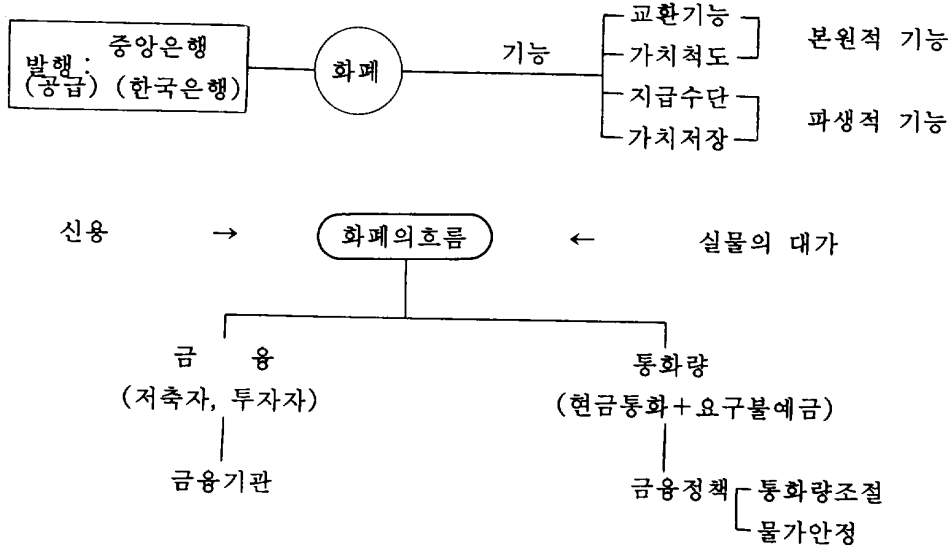 발행 : 중앙은행
(공급) (한국은행)
화폐
기능
교환기능
가치척도
본원적 기능
지급수단
가치저장
파생적 기능
신용 → 화폐의흐름 ← 실물의 대가
금 융
(저축자, 투자자)
금융기관
통화량
(현금통화+요구불예금)
금융정책
통화량조절
물가안정